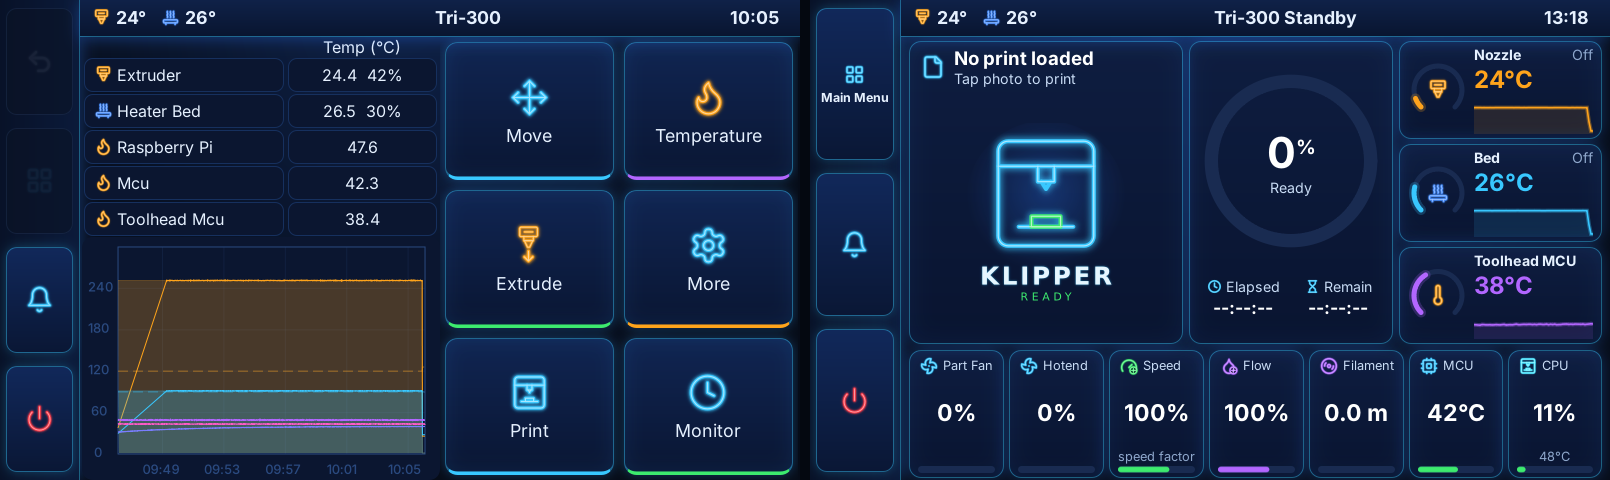 24° 26° Tri-300 10:05
Temp (°C)
Extruder 24.4 42%
Heater Bed 26.5 30%
Raspberry Pi 47.6
Mcu 42.3
Toolhead Mcu 38.4
240
180
120
60
0
09:49 09:53 09:57 10:01 10:05
Move
Temperature
Extrude
More
Print
Monitor
24° 26° Tri-300 Standby 13:18
Main Menu
No print loaded
Tap photo to print
KLIPPER
READY
0%
Ready
Elapsed Remain
--:--:-- --:--:--
Nozzle Off
24°C
Bed Off
26°C
Toolhead MCU
38°C
Part Fan
0%
Hotend
0%
Speed
100%
speed factor
Flow
100%
Filament
0.0 m
MCU
42°C
CPU
11%
48°C